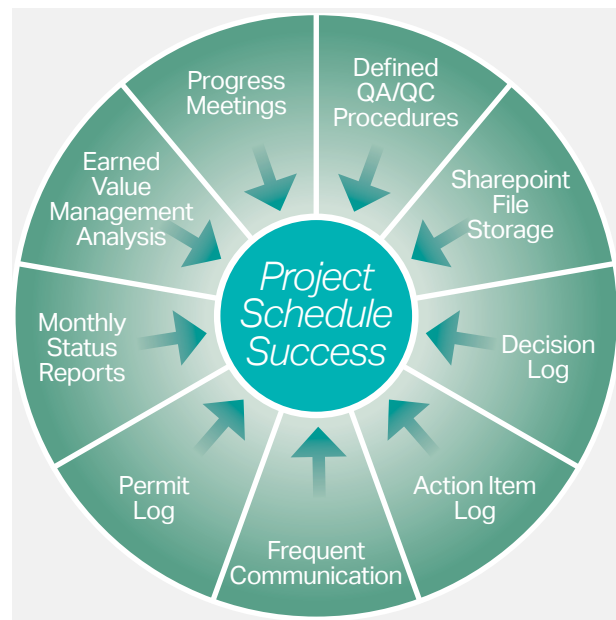 Progress
Meetings
Defined
QA/QC
Procedures
Sharepoint
File
Storage
Decision
Log
Action Item
Log
Frequent
Communication
Permit
Log
Monthly
Status
Reports
Earned
Value
Management
Analysis
Project
Schedule
Success